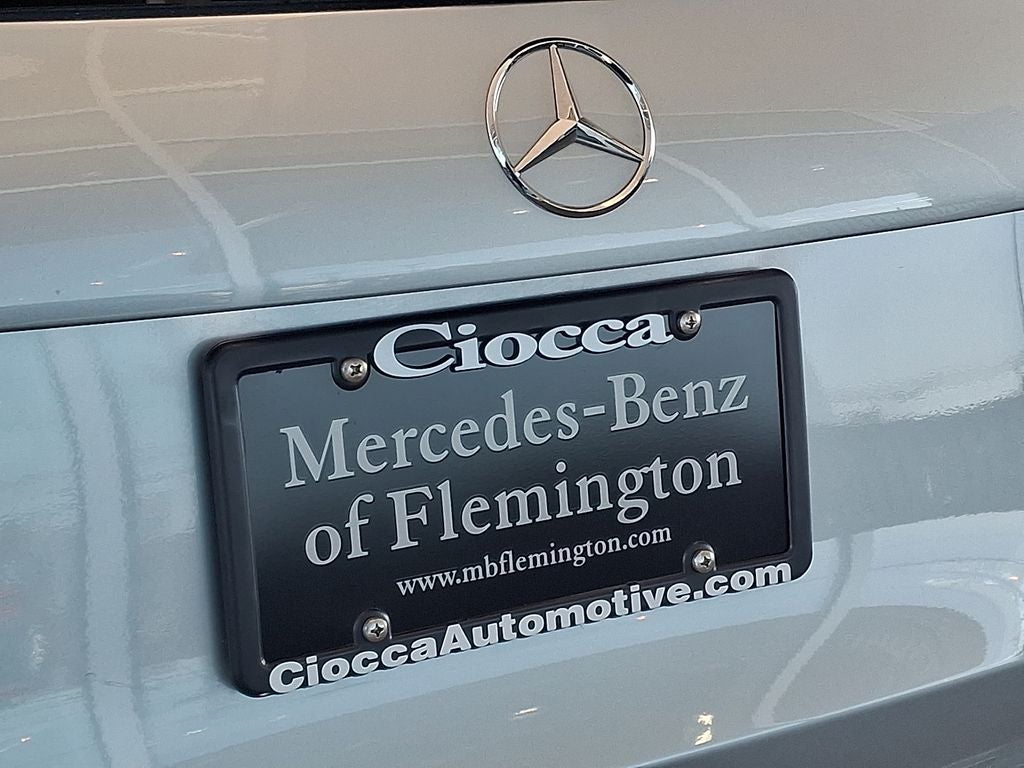 Ciocca
Mercedes-Benz
of Flemington
www.mbflemington.com
CioccaAutomotive.com